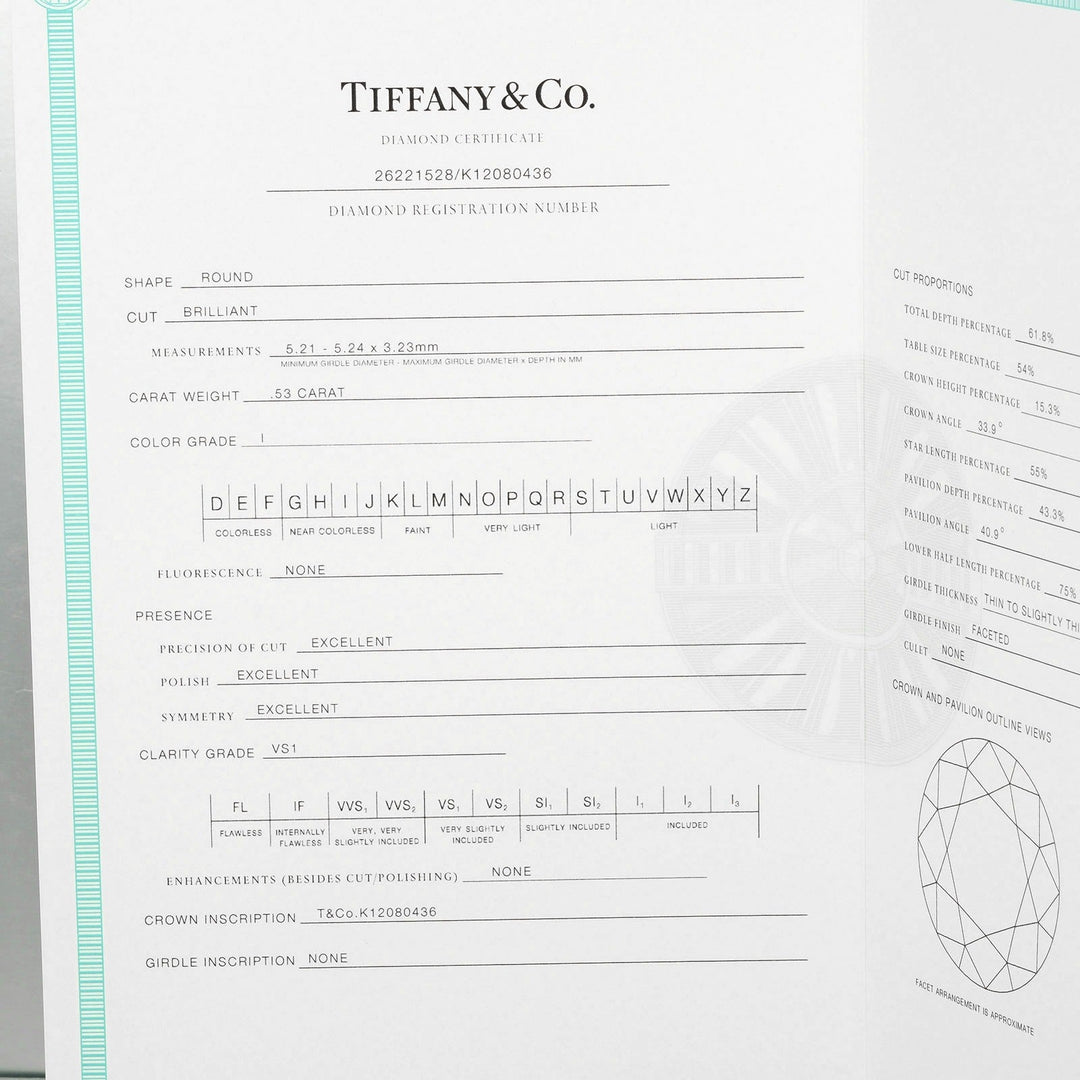 TIFFANY & CO.
DIAMOND CERTIFICATE
26221528/K12080436
DIAMOND REGISTRATION NUMBER
SHAPE ROUND
CUT BRILLIANT
MEASUREMENTS 5.21 - 5.24 x 3.23mm
MINIMUM GIRDLE DIAMETER - MAXIMUM GIRDLE DIAMETER x DEPTH IN MM
CARAT WEIGHT .53 CARAT
COLOR GRADE I
D E F G H I J K L M N O P Q R S T U V W X Y Z
COLORLESS NEAR COLORLESS FAINT VERY LIGHT LIGHT
FLUORESCENCE NONE
PRESENCE
PRECISION OF CUT EXCELLENT
POLISH EXCELLENT
SYMMETRY EXCELLENT
CLARITY GRADE VS1
FL IF VVS1 VVS2 VS1 VS2 SI1 SI2 I1 I2 I3
FLAWLESS INTERNALLY FLAWLESS VERY, VERY SLIGHTLY INCLUDED VERY SLIGHTLY INCLUDED SLIGHTLY INCLUDED INCLUDED
ENHANCEMENTS (BESIDES CUT/POLISHING) NONE
CROWN INSCRIPTION T&Co.K12080436
GIRDLE INSCRIPTION NONE
CUT PROPORTIONS
TOTAL DEPTH PERCENTAGE 61.8%
TABLE SIZE PERCENTAGE 54%
CROWN HEIGHT PERCENTAGE 15.3%
CROWN ANGLE 33.9°
STAR LENGTH PERCENTAGE 55%
PAVILION DEPTH PERCENTAGE 43.3%
PAVILION ANGLE 40.9°
LOWER HALF LENGTH PERCENTAGE 75%
GIRDLE THICKNESS THIN TO SLIGHTLY THI
GIRDLE FINISH FACETED
CULET NONE
CROWN AND PAVILION OUTLINE VIEWS
FACET ARRANGEMENT IS APPROXIMATE